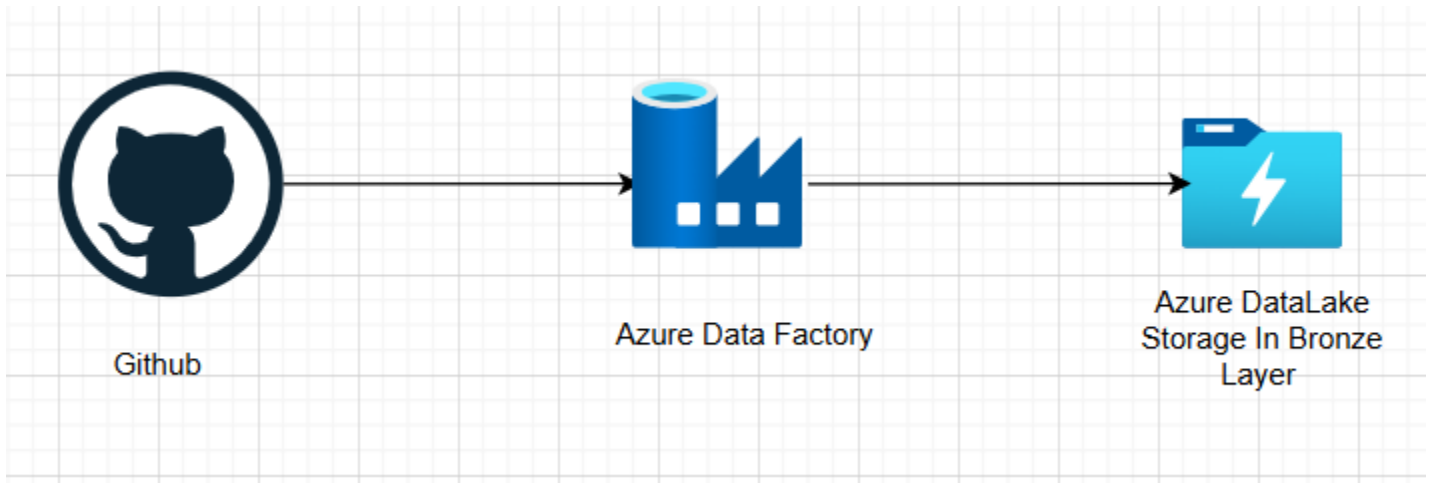 Github
Azure Data Factory
Azure DataLake
Storage In Bronze
Layer